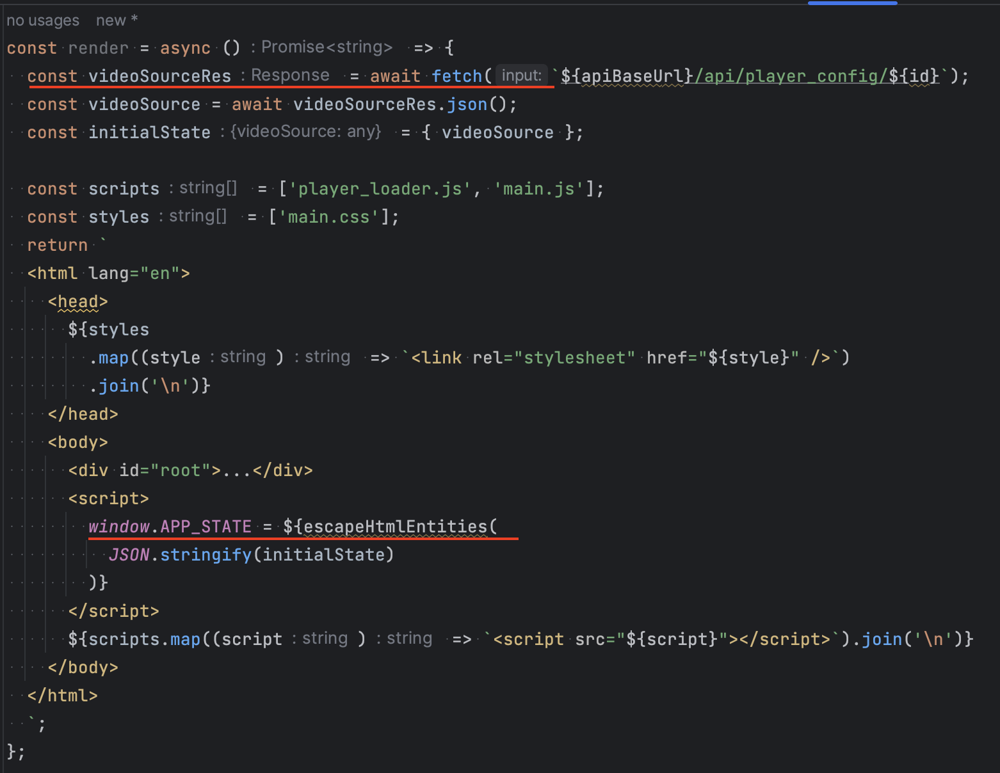 no usages new *
const render = async () : Promise<string> => {
const videoSourceRes : Response = await fetch( input: `${apiBaseUrl}/api/player_config/${id}`);
const videoSource = await videoSourceRes.json();
const initialState : {videoSource: any} = { videoSource };
const scripts : string[] = ['player_loader.js', 'main.js'];
const styles : string[] = ['main.css'];
return `
<html lang="en">
<head>
${styles
.map((style : string ) : string => `<link rel="stylesheet" href="${style}" />`)
.join('\n')}
</head>
<body>
<div id="root">...</div>
<script>
window.APP_STATE = ${escapeHtmlEntities(
JSON.stringify(initialState)
)}
</script>
${scripts.map((script : string ) : string => `<script src="${script}"></script>`).join('\n')}
</body>
</html>
`;
};